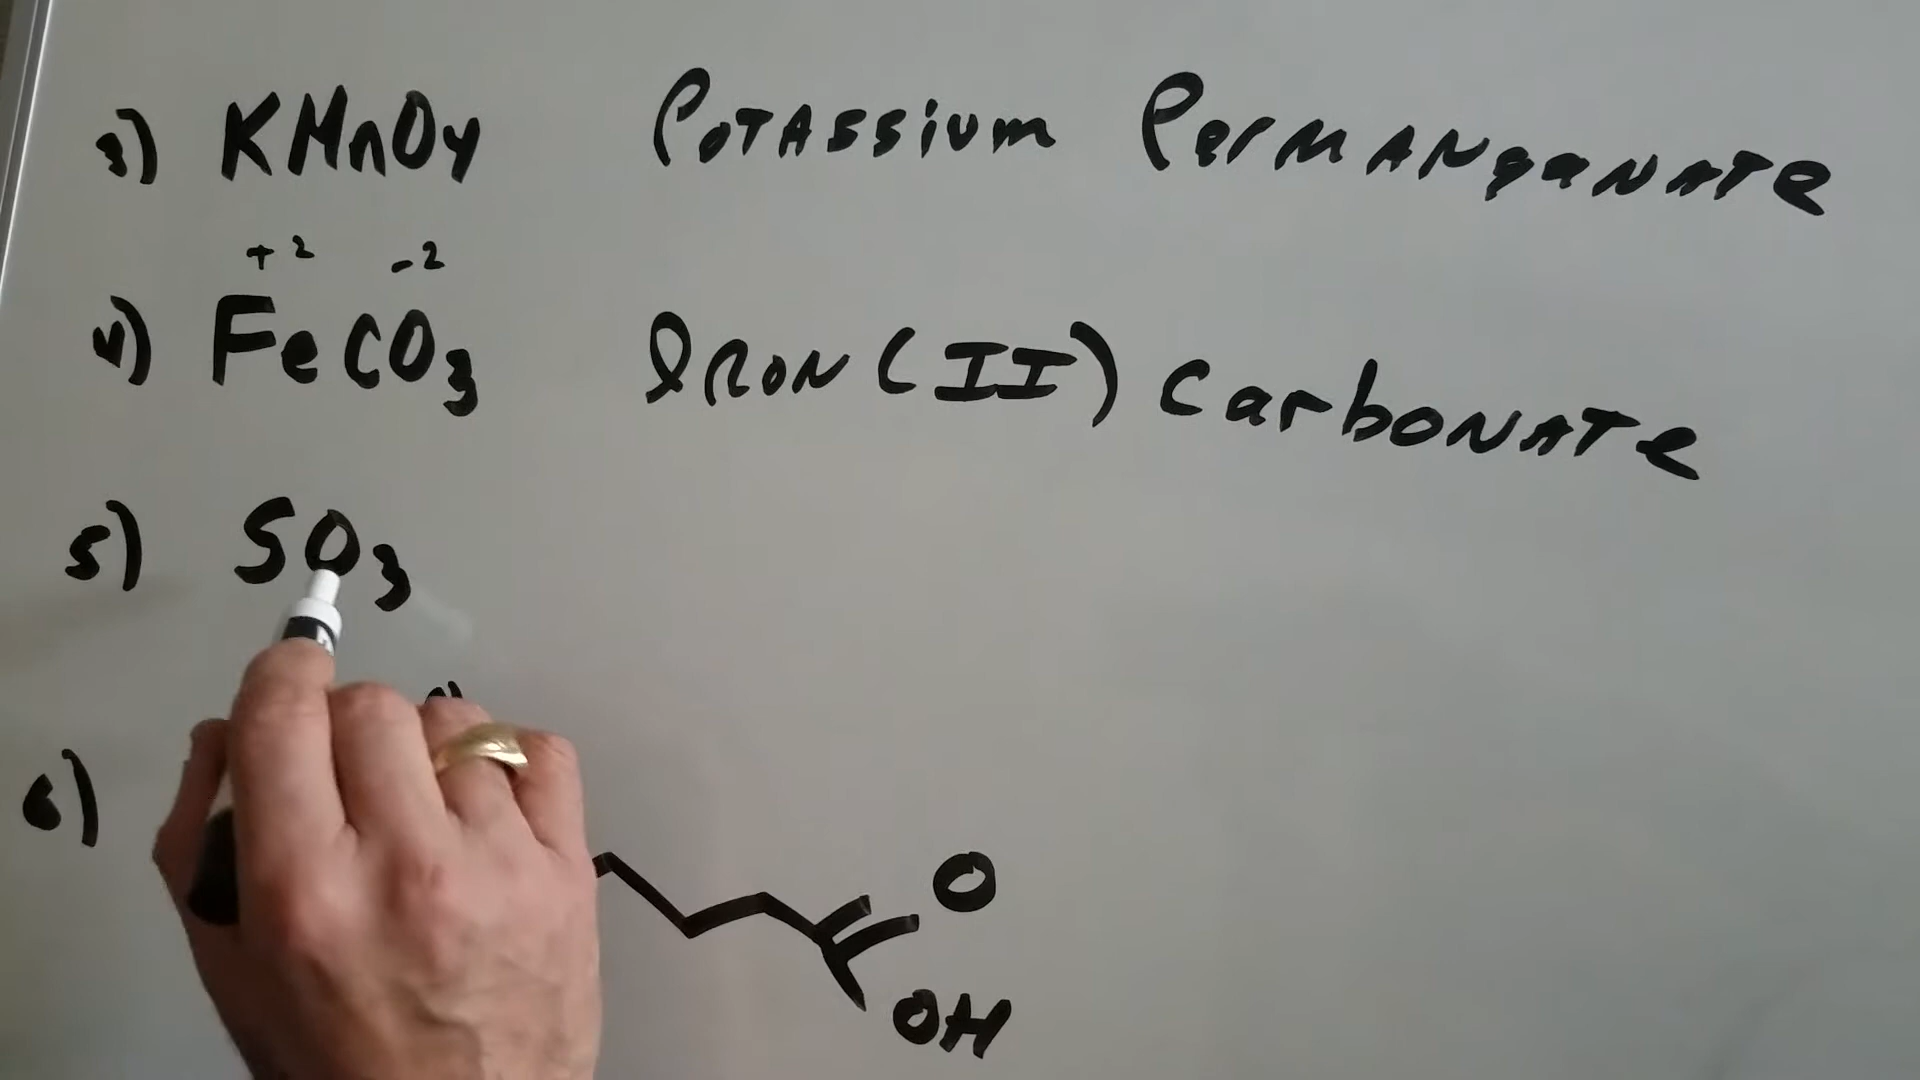 3) KMnO4 Potassium Permanganate
+2 -2
4) FeCO3 Iron (II) Carbonate
5) SO3
6)
O
OH